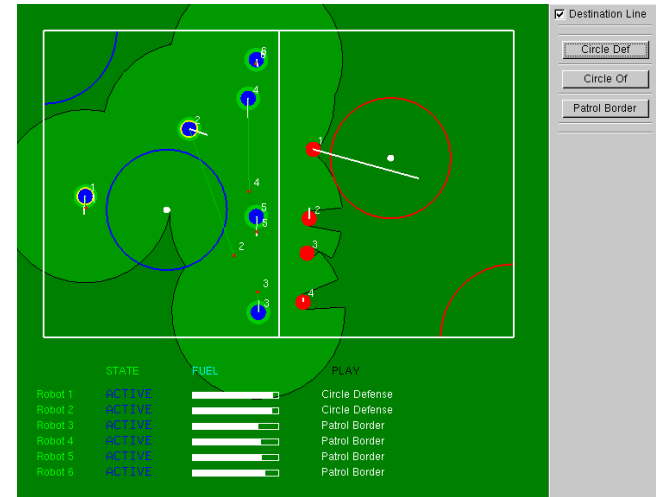 Destination Line
Circle Def
Circle Of
Patrol Border
6
6
4
2
1
1
4
5
5
2
2
3
3
3
4
STATE FUEL PLAY
Robot 1 ACTIVE Circle Defense
Robot 2 ACTIVE Circle Defense
Robot 3 ACTIVE Patrol Border
Robot 4 ACTIVE Patrol Border
Robot 5 ACTIVE Patrol Border
Robot 6 ACTIVE Patrol Border